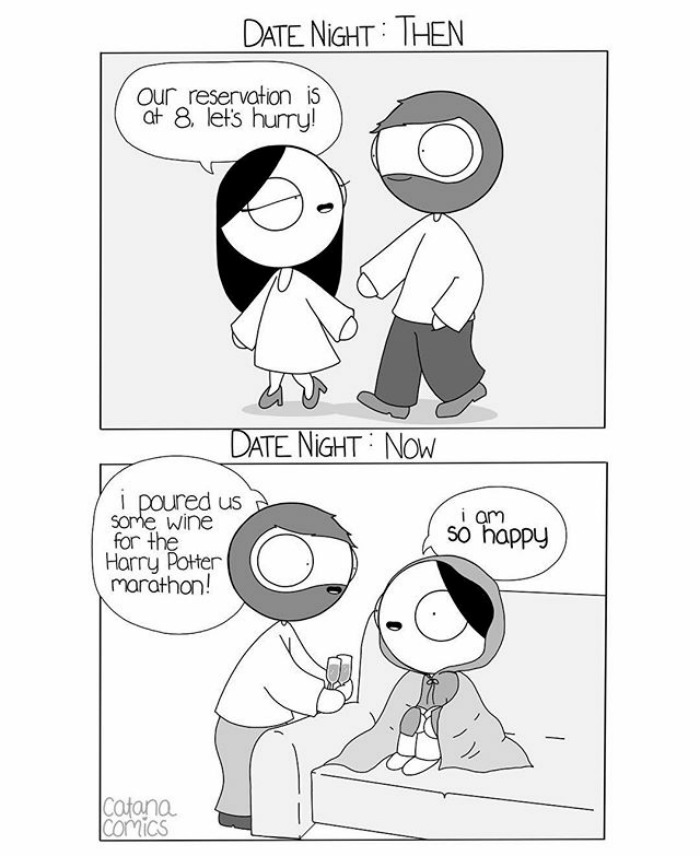 DATE NIGHT: THEN
our reservation is
at 8, let's hurry!
DATE NIGHT: NOW
i poured us
some wine
for the
Harry Potter
marathon!
i am
so happy
catana
comics